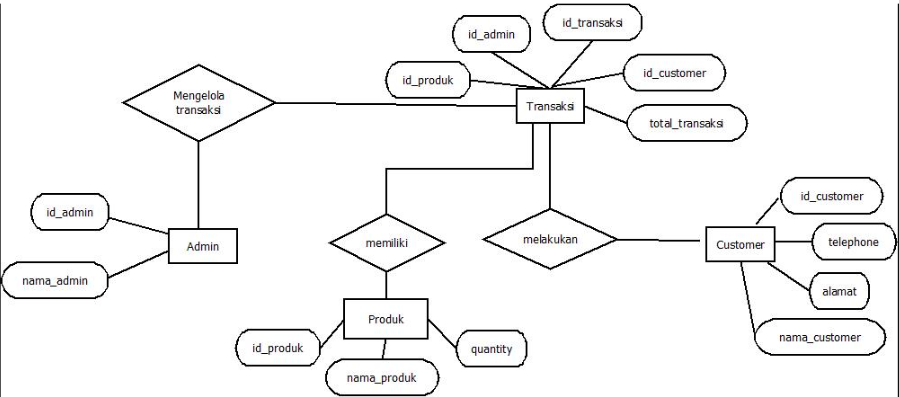 id_transaksi
id_admin
id_produk
id_customer
Mengelola
transaksi
Transaksi
total_transaksi
id_customer
id_admin
Admin
memiliki
melakukan
Customer
telephone
nama_admin
alamat
Produk
nama_customer
id_produk
quantity
nama_produk